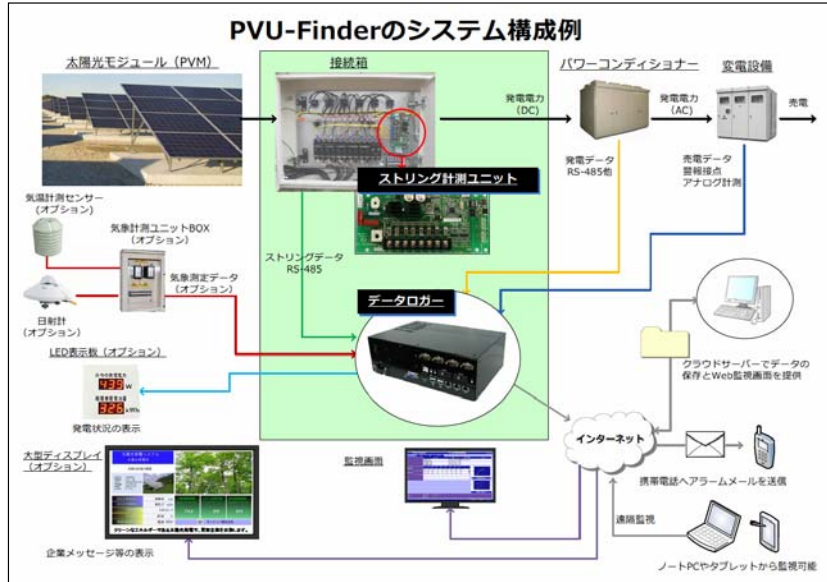 PVU-Finderのシステム構成例
太陽光モジュール（PVM）
接続箱
パワーコンディショナー
変電設備
発電電力
(DC)
発電電力
(AC)
売電
ストリング計測ユニット
発電データ
RS-485他
売電データ
警報接点
アナログ計測
気温計測センサー
(オプション)
気象計測ユニットBOX
（オプション）
気象測定データ
（オプション）
ストリングデータ
RS-485
データロガー
日射計
（オプション）
LED表示板（オプション）
439 W
326 kWh
発電状況の表示
クラウドサーバーでデータの
保存とWeb監視画面を提供
インターネット
携帯電話へアラームメールを送信
大型ディスプレイ
（オプション）
監視画面
遠隔監視
企業メッセージ等の表示
ノートPCやタブレットから監視可能